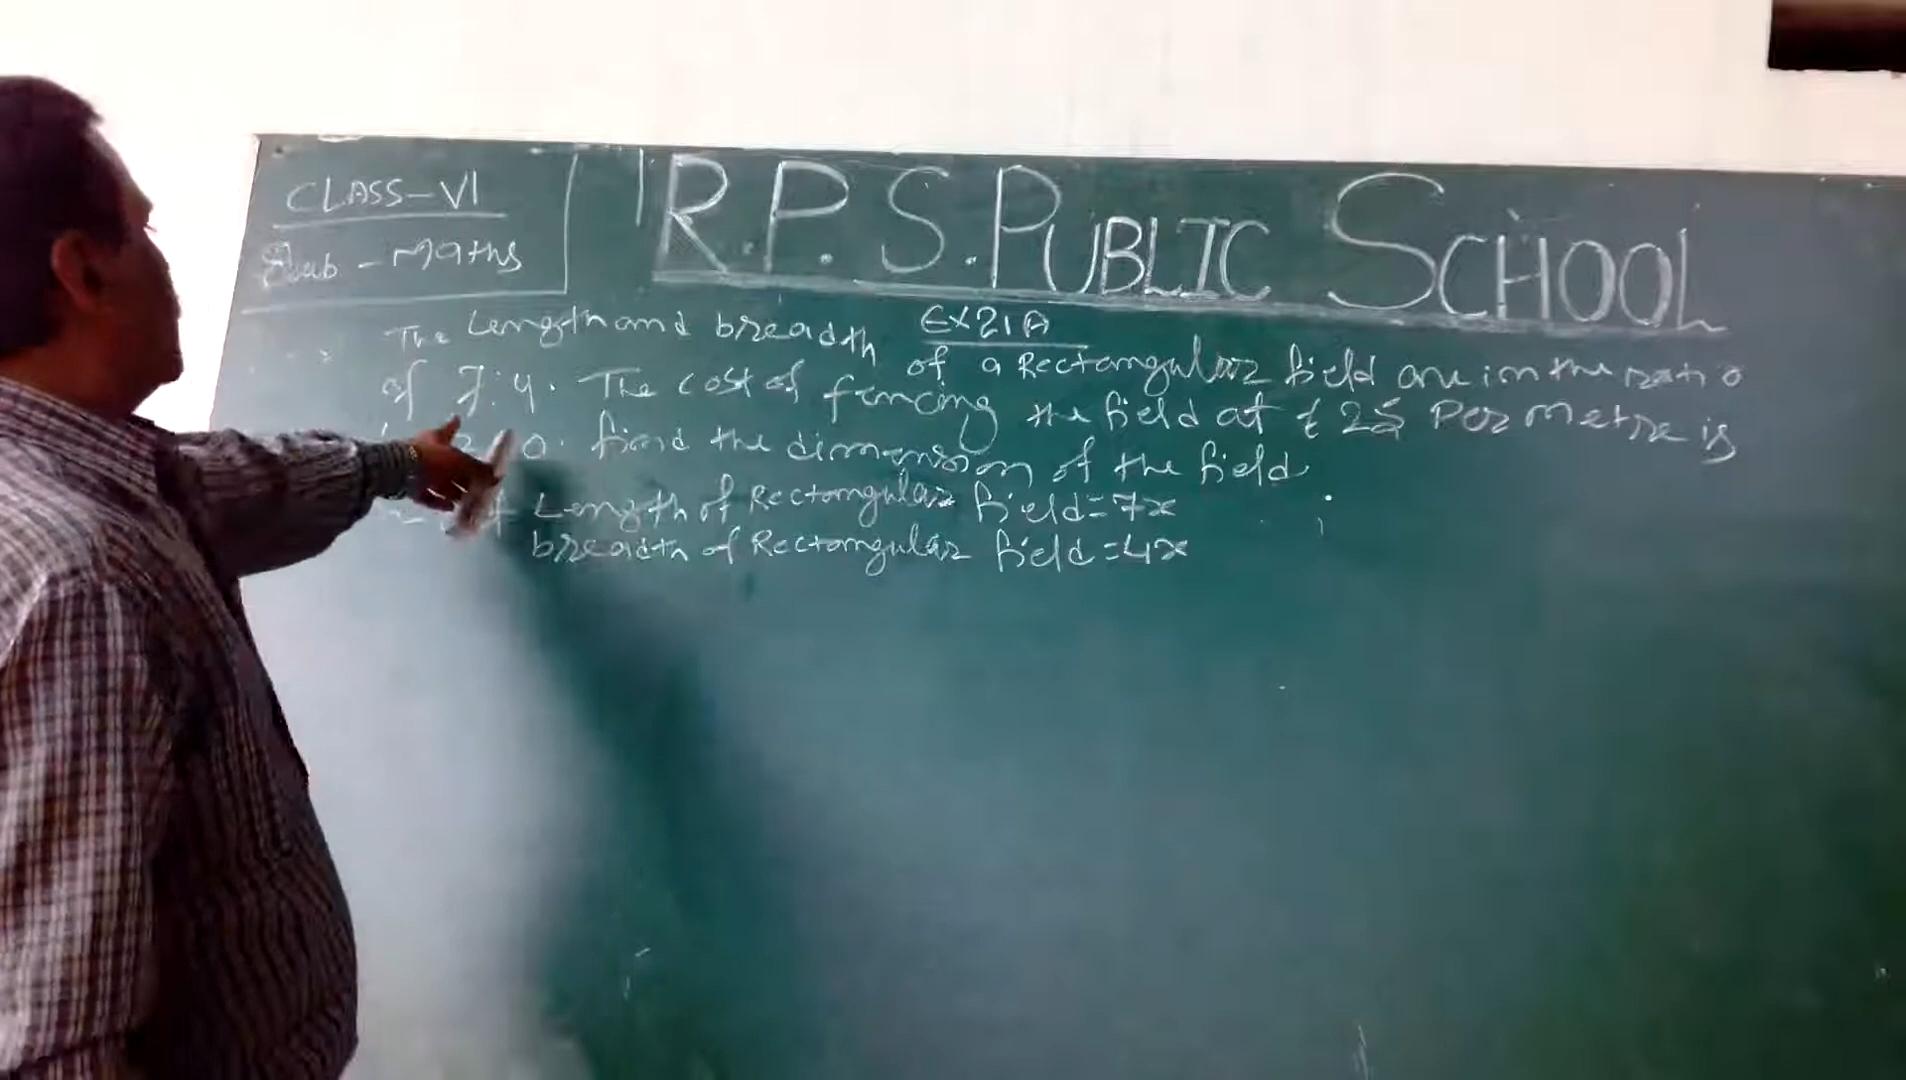 CLASS-VI
Sub - Maths
R.P.S. PUBLIC SCHOOL
EX 21A
The Length and breadth of a Rectangular field are in the ratio
of 7:4. The cost of fencing the field at ₹ 25 Per metre is
find the dimension of the field
Length of Rectangular field = 7x
breadth of Rectangular field = 4x